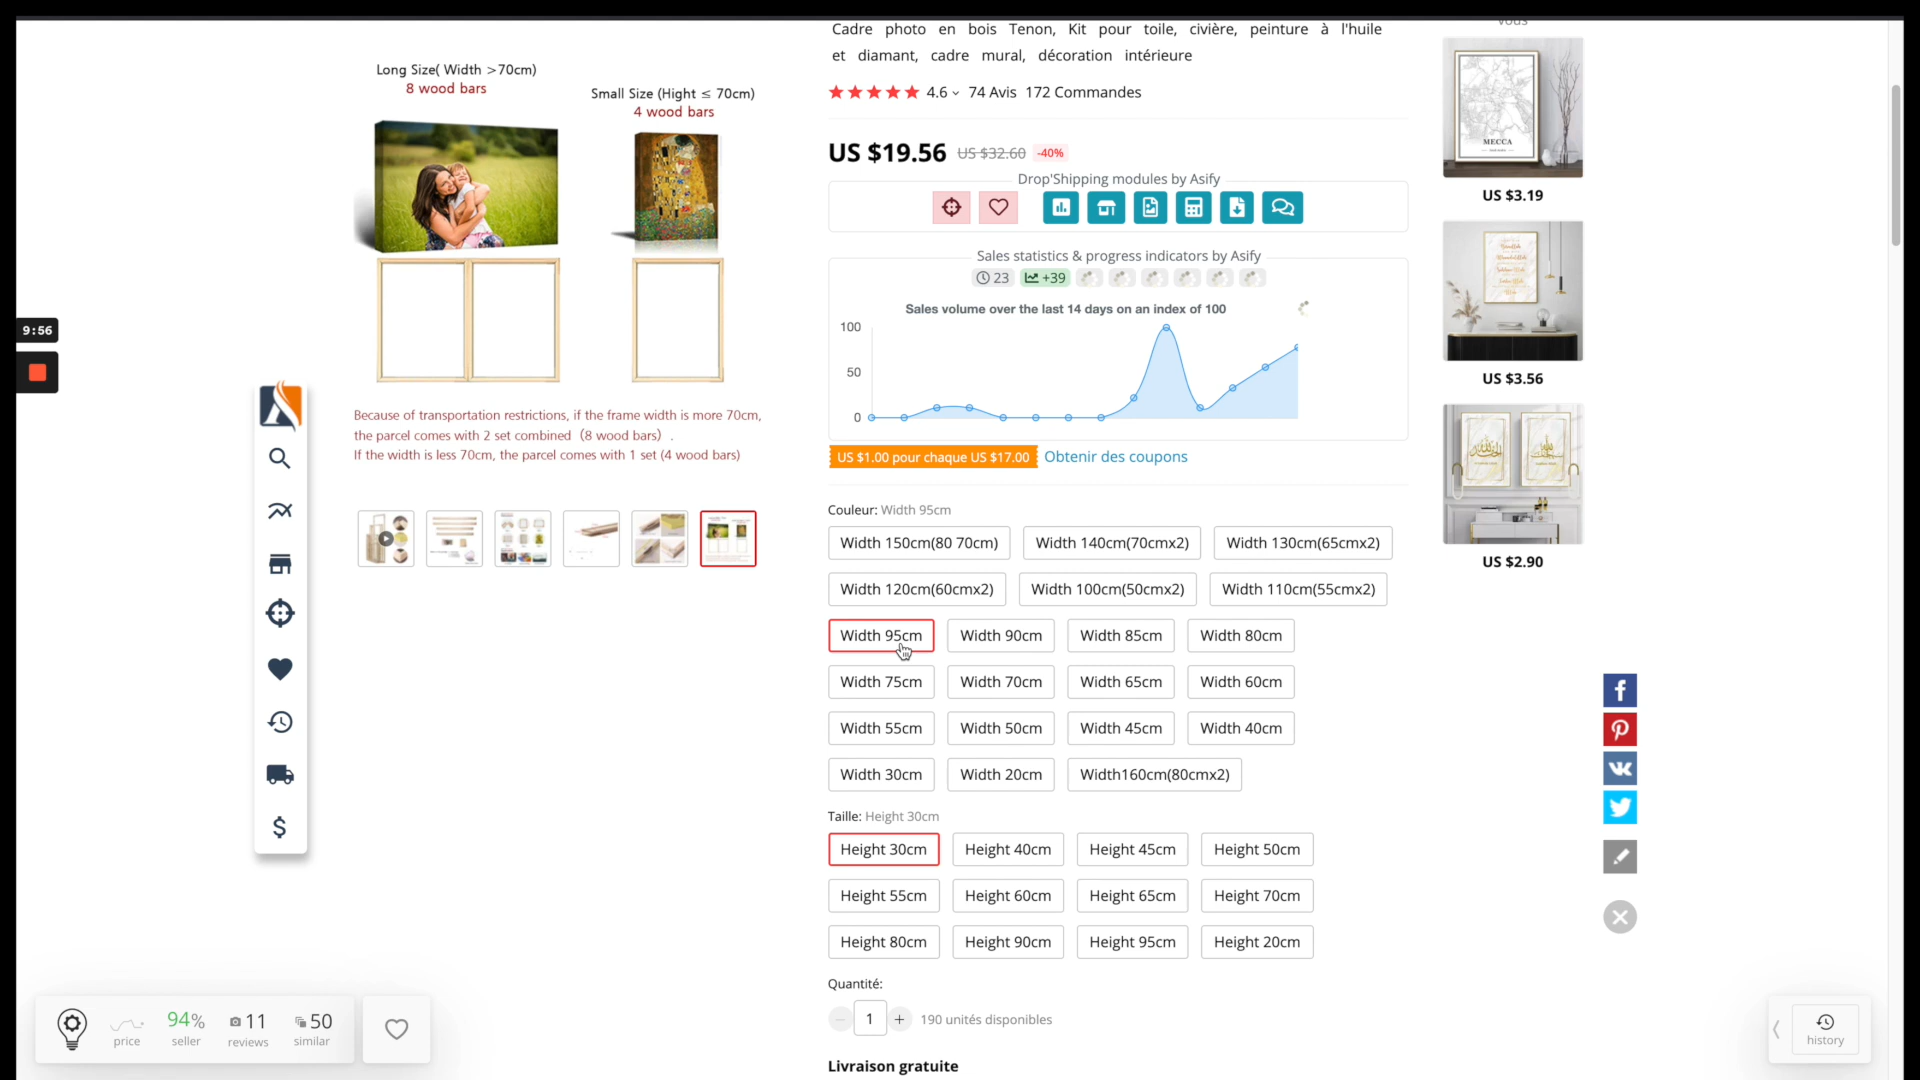 vous
Cadre photo en bois Tenon, Kit pour toile, civière, peinture à l'huile
et diamant, cadre mural, décoration intérieure
4.6 74 Avis 172 Commandes
Long Size( Width >70cm)
8 wood bars
Small Size (Hight ≤ 70cm)
4 wood bars
Because of transportation restrictions, if the frame width is more 70cm,
the parcel comes with 2 set combined（8 wood bars）.
If the width is less 70cm, the parcel comes with 1 set (4 wood bars)
9:56
US $19.56 US $32.60 -40%
Drop'Shipping modules by Asify
Sales statistics & progress indicators by Asify
23 +39
Sales volume over the last 14 days on an index of 100
100
50
0
US $1.00 pour chaque US $17.00 Obtenir des coupons
Couleur: Width 95cm
Width 150cm(80 70cm) Width 140cm(70cmx2) Width 130cm(65cmx2)
Width 120cm(60cmx2) Width 100cm(50cmx2) Width 110cm(55cmx2)
Width 95cm Width 90cm Width 85cm Width 80cm
Width 75cm Width 70cm Width 65cm Width 60cm
Width 55cm Width 50cm Width 45cm Width 40cm
Width 30cm Width 20cm Width160cm(80cmx2)
Taille: Height 30cm
Height 30cm Height 40cm Height 45cm Height 50cm
Height 55cm Height 60cm Height 65cm Height 70cm
Height 80cm Height 90cm Height 95cm Height 20cm
Quantité:
1 190 unités disponibles
Livraison gratuite
MECCA
US $3.19
US $3.56
US $2.90
94% 11 50
price seller reviews similar
history